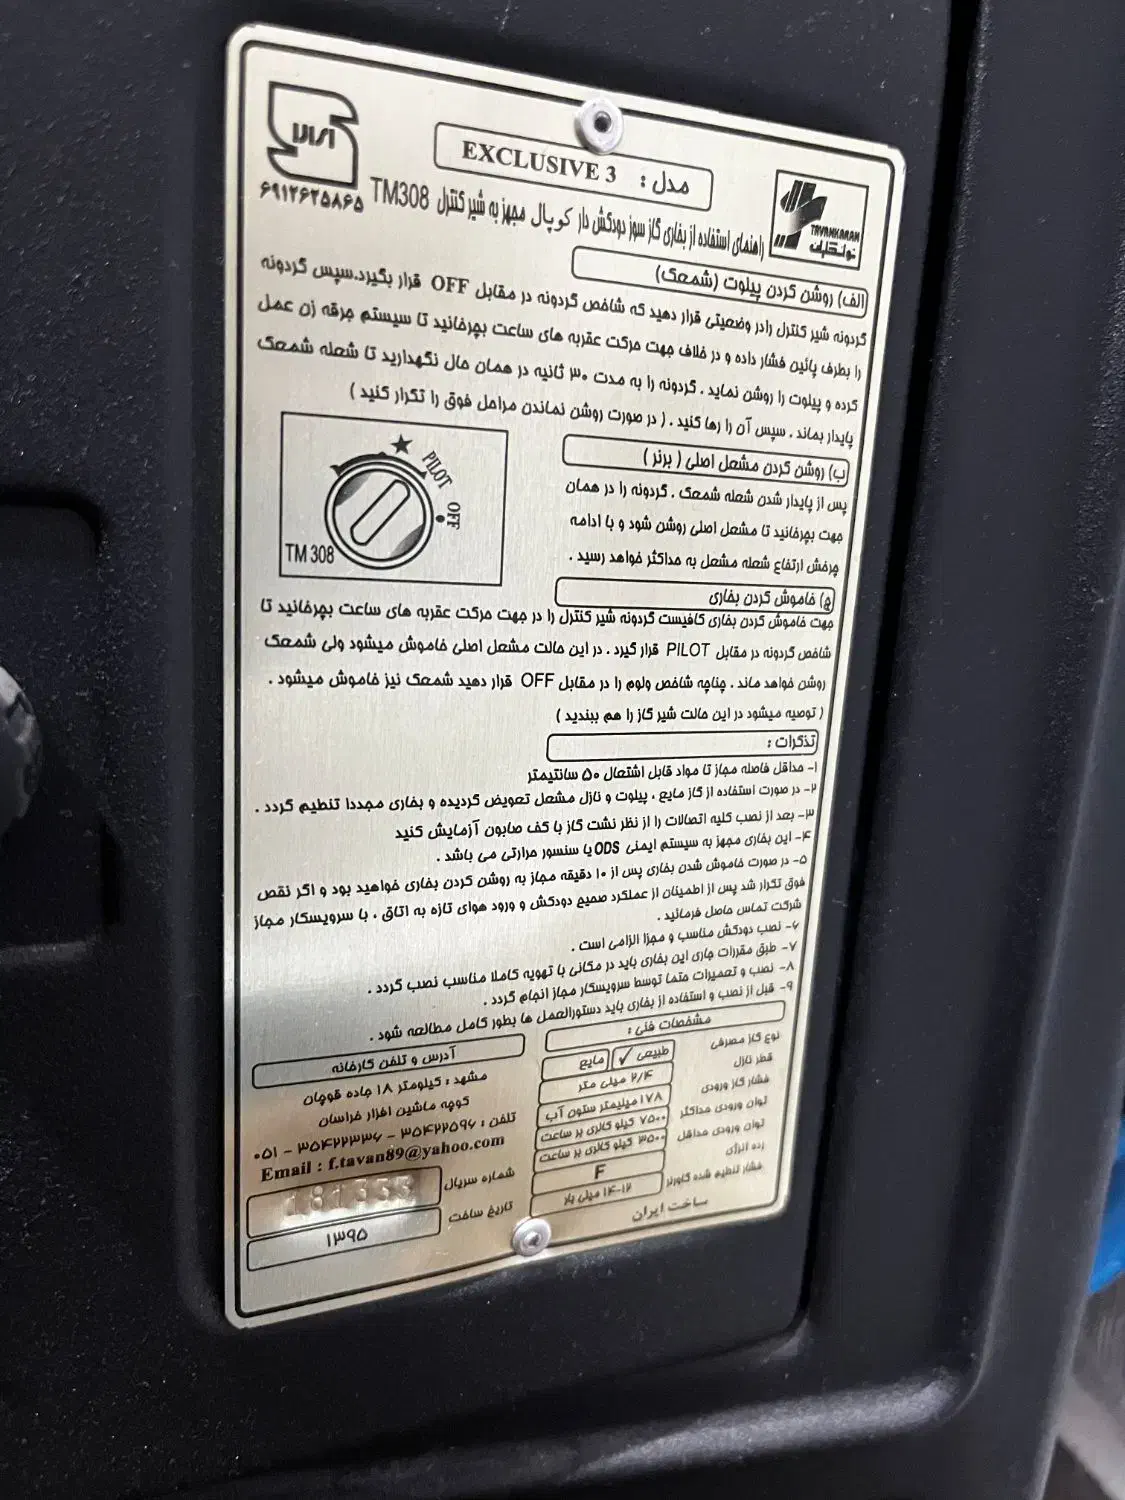 مدل : EXCLUSIVE 3
TAVANKARAN
توانکاران
۶۹۱۲۶۲۵۸۶۵
راهنمای استفاده از بخاری گاز سوز دودکش دار کوپال مجهز به شیر کنترل TM308
الف) روشن کردن پیلوت (شمعک)
گردونه شیر کنترل را در وضعیتی قرار دهید که شاخص گردونه در مقابل OFF قرار بگیرد. سپس گردونه
را بطرف پائین فشار داده و در خلاف جهت حرکت عقربه های ساعت بچرخانید تا سیستم جرقه زن عمل
کرده و پیلوت را روشن نماید . گردونه را به مدت ۳۰ ثانیه در همان حال نگهدارید تا شعله شمعک
پایدار بماند . سپس آن را رها کنید . ( در صورت روشن نماندن مراحل فوق را تکرار کنید )
ب) روشن کردن مشعل اصلی ( برنر )
پس از پایدار شدن شعله شمعک ، گردونه را در همان
جهت بچرخانید تا مشعل اصلی روشن شود و با ادامه
چرخش ارتفاع شعله مشعل به حداکثر خواهد رسید .
PILOT
OFF
TM 308
ج) خاموش کردن بخاری
جهت خاموش کردن بخاری کافیست گردونه شیر کنترل را در جهت حرکت عقربه های ساعت بچرخانید تا
شاخص گردونه در مقابل PILOT قرار گیرد . در این حالت مشعل اصلی خاموش میشود ولی شمعک
روشن خواهد ماند . چناچه شاخص ولوم را در مقابل OFF قرار دهید شمعک نیز خاموش میشود .
( توصیه میشود در این حالت شیر گاز را هم ببندید )
تذکرات :
۱- حداقل فاصله مجاز تا مواد قابل اشتعال ۵۰ سانتیمتر
۲- در صورت استفاده از گاز مایع ، پیلوت و نازل مشعل تعویض گردیده و بخاری مجددا تنظیم گردد .
۳- بعد از نصب کلیه اتصالات را از نظر نشت گاز با کف صابون آزمایش کنید
۴- این بخاری مجهز به سیستم ایمنی ODS یا سنسور حرارتی می باشد .
۵- در صورت خاموش شدن بخاری پس از ۱۰ دقیقه مجاز به روشن کردن بخاری خواهید بود و اگر نقص
فوق تکرار شد پس از اطمینان از عملکرد صحیح دودکش و ورود هوای تازه به اتاق ، با سرویسکار مجاز
شرکت تماس حاصل فرمائید .
۶- نصب دودکش مناسب و مجزا الزامی است .
۷- طبق مقررات جاری این بخاری باید در مکانی با تهویه کاملا مناسب نصب گردد .
۸- نصب و تعمیرات حتما توسط سرویسکار مجاز انجام گردد .
۹- قبل از نصب و استفاده از بخاری باید دستورالعمل ها بطور کامل مطالعه شود .
مشخصات فنی :
نوع گاز مصرفی طبیعی ✓ مایع
قطر نازل ۲/۴ میلی متر
فشار گاز ورودی ۱۷۸ میلیمتر ستون آب
توان ورودی حداکثر ۷۵۰۰ کیلو کالری بر ساعت
توان ورودی حداقل ۳۵۰۰ کیلو کالری بر ساعت
رده انرژی F
فشار تنظیم شده گاورنر ۱۲-۱۴ میلی بار
ساخت ایران
آدرس و تلفن کارخانه
مشهد : کیلومتر ۱۸ جاده قوچان
کوچه ماشین افزار خراسان
تلفن : ۳۵۴۲۲۵۹۶ - ۳۵۴۲۲۳۳۶ - ۰۵۱
Email : f.tavan89@yahoo.com
شماره سریال 181335
تاریخ ساخت ۱۳۹۵